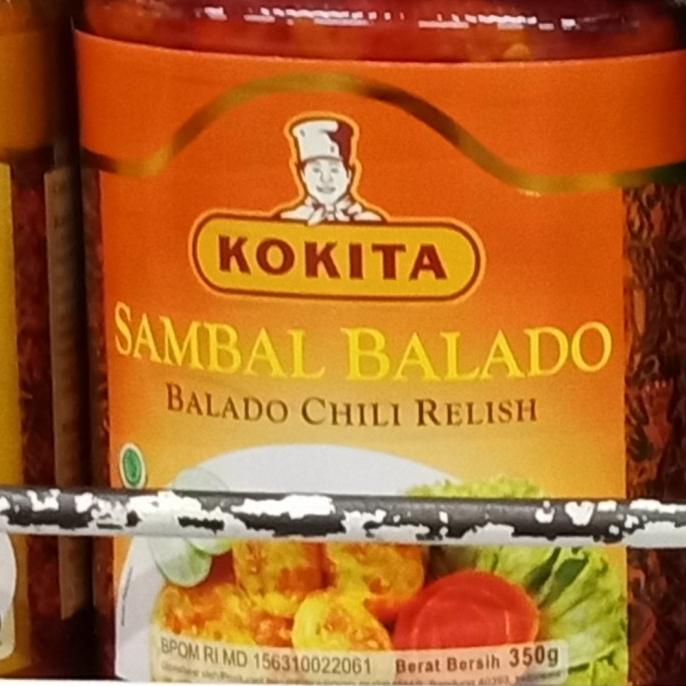 KOKITA
SAMBAL BALADO
BALADO CHILI RELISH
BPOM RI MD 156310022061 Berat Bersih 350g